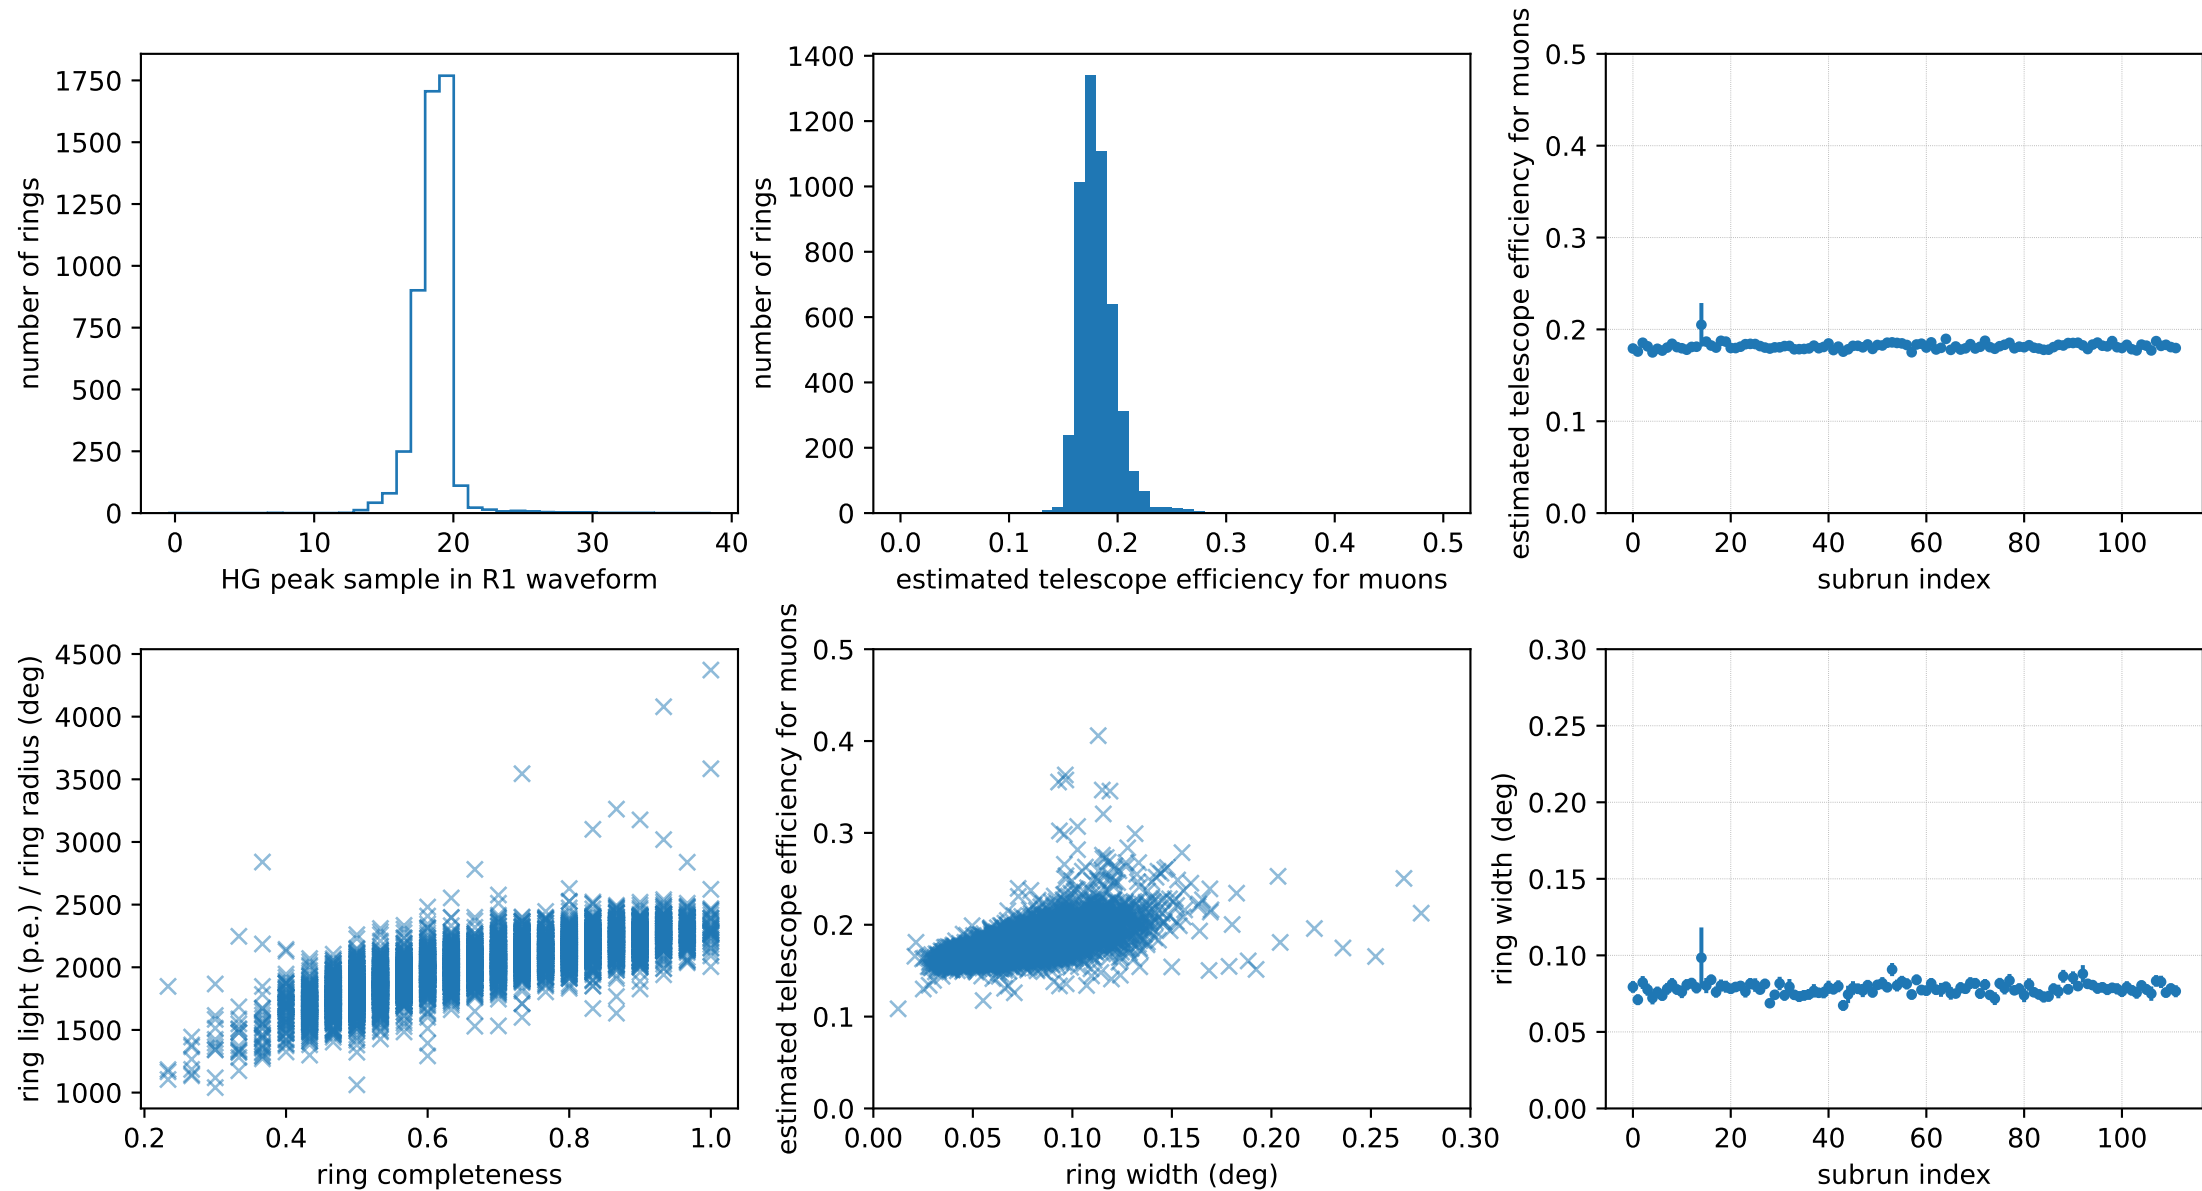 number of rings
1750
1500
1250
1000
750
500
250
0
0 10 20 30 40
HG peak sample in R1 waveform
number of rings
1400
1200
1000
800
600
400
200
0
0.0 0.1 0.2 0.3 0.4 0.5
estimated telescope efficiency for muons
estimated telescope efficiency for muons
0.5
0.4
0.3
0.2
0.1
0.0
0 20 40 60 80 100
subrun index
ring light (p.e.) / ring radius (deg)
4500
4000
3500
3000
2500
2000
1500
1000
0.2 0.4 0.6 0.8 1.0
ring completeness
estimated telescope efficiency for muons
0.5
0.4
0.3
0.2
0.1
0.0
0.00 0.05 0.10 0.15 0.20 0.25 0.30
ring width (deg)
ring width (deg)
0.30
0.25
0.20
0.15
0.10
0.05
0.00
0 20 40 60 80 100
subrun index